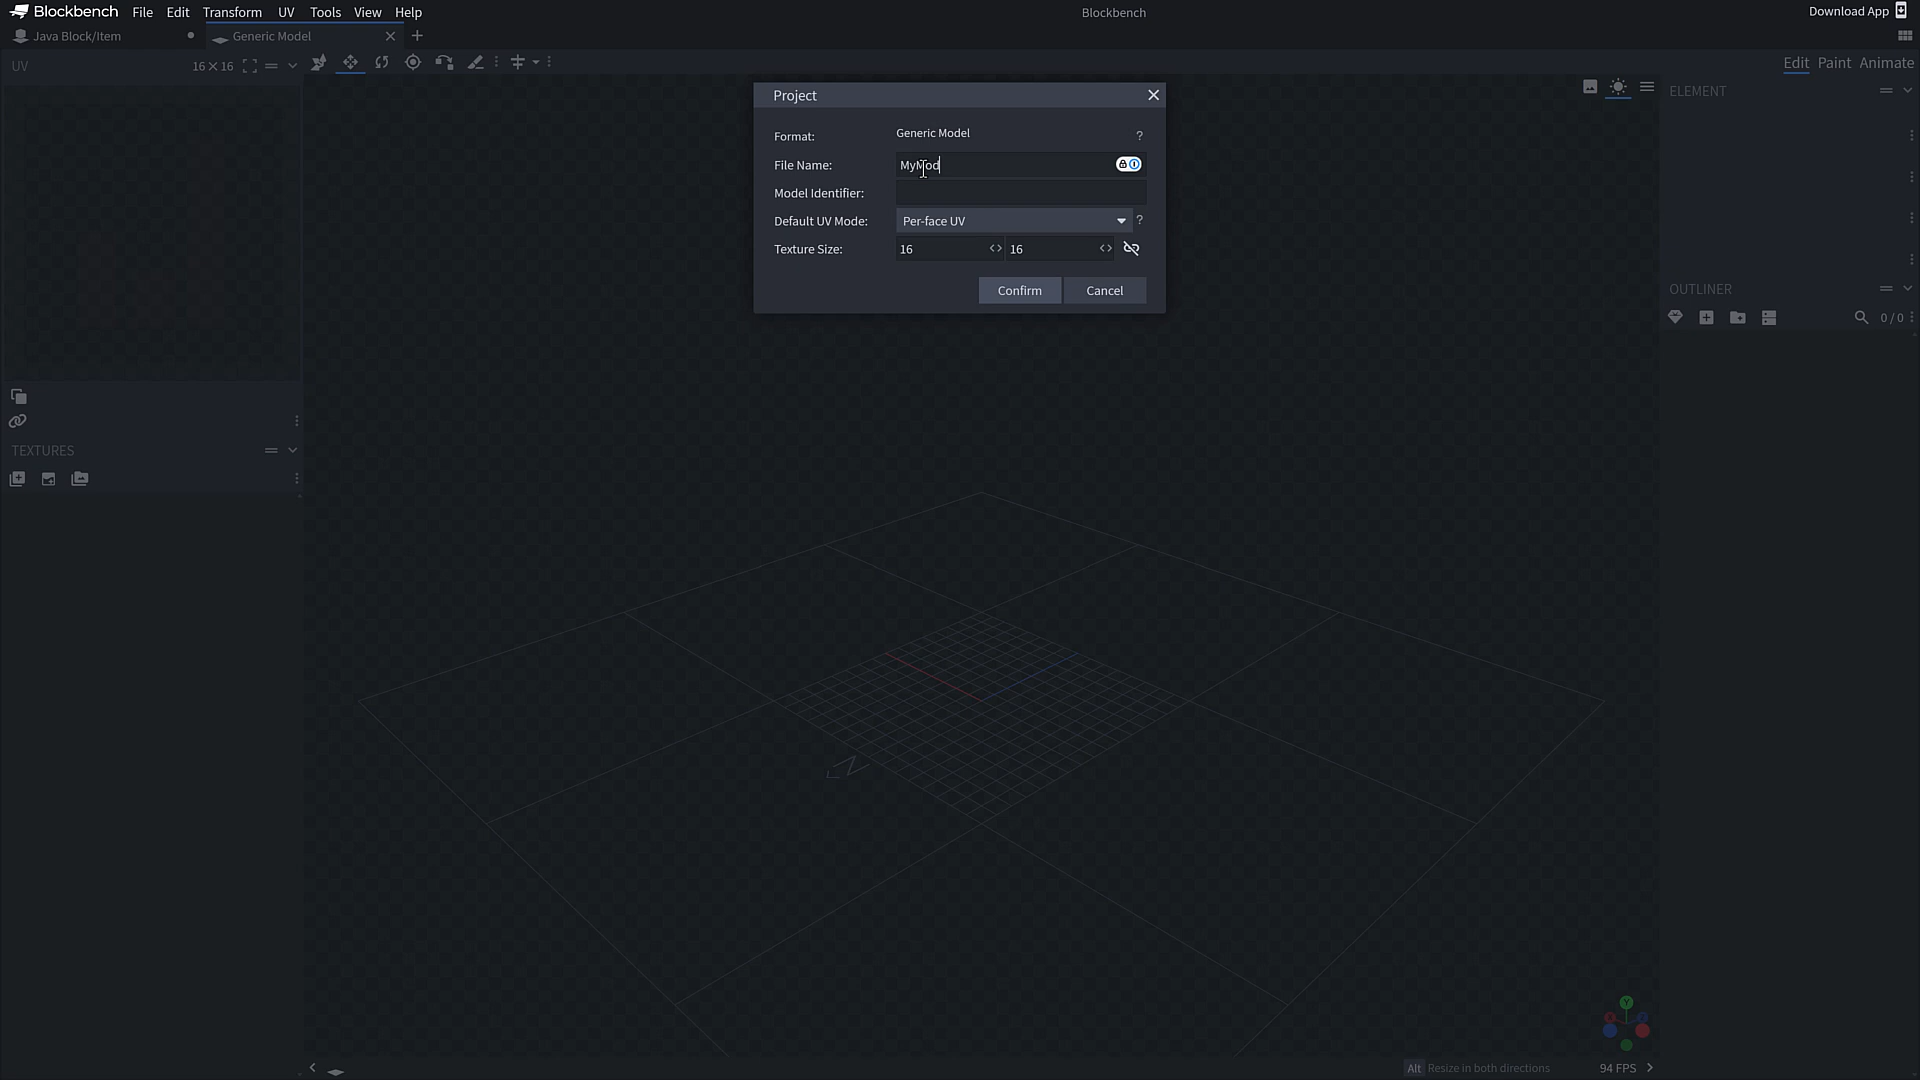 Blockbench File Edit Transform UV Tools View Help Blockbench Download App
Java Block/Item Generic Model
UV 16×16 Edit Paint Animate
Project
ELEMENT
Format: Generic Model ?
File Name: MyMod
Model Identifier:
Default UV Mode: Per-face UV ?
Texture Size: 16 16
Confirm Cancel
OUTLINER
0 / 0
TEXTURES
N
Y
X Z
Alt Resize in both directions 94 FPS